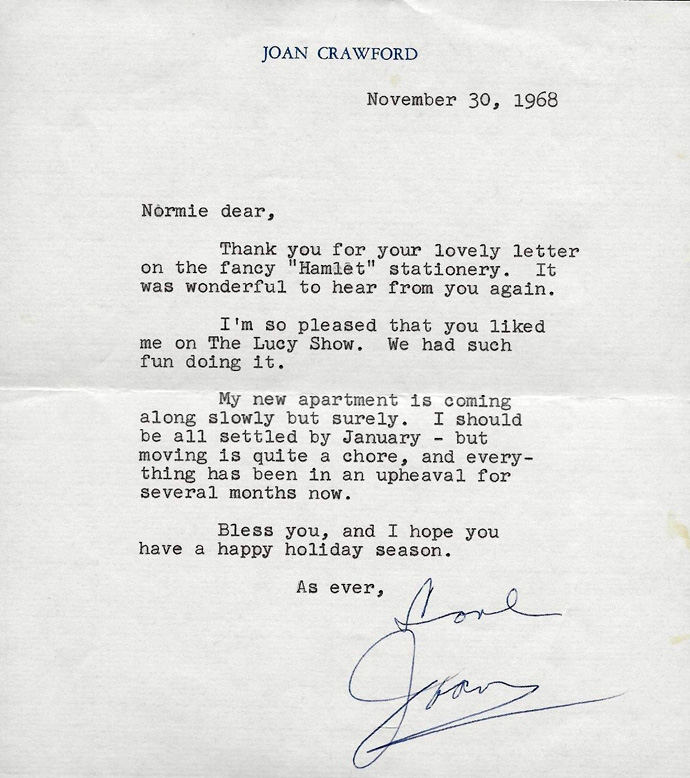 JOAN CRAWFORD
November 30, 1968
Normie dear,
Thank you for your lovely letter
on the fancy "Hamlet" stationery. It
was wonderful to hear from you again.
I'm so pleased that you liked
me on The Lucy Show. We had such
fun doing it.
My new apartment is coming
along slowly but surely. I should
be all settled by January - but
moving is quite a chore, and every-
thing has been in an upheaval for
several months now.
Bless you, and I hope you
have a happy holiday season.
As ever,
Love
Joan